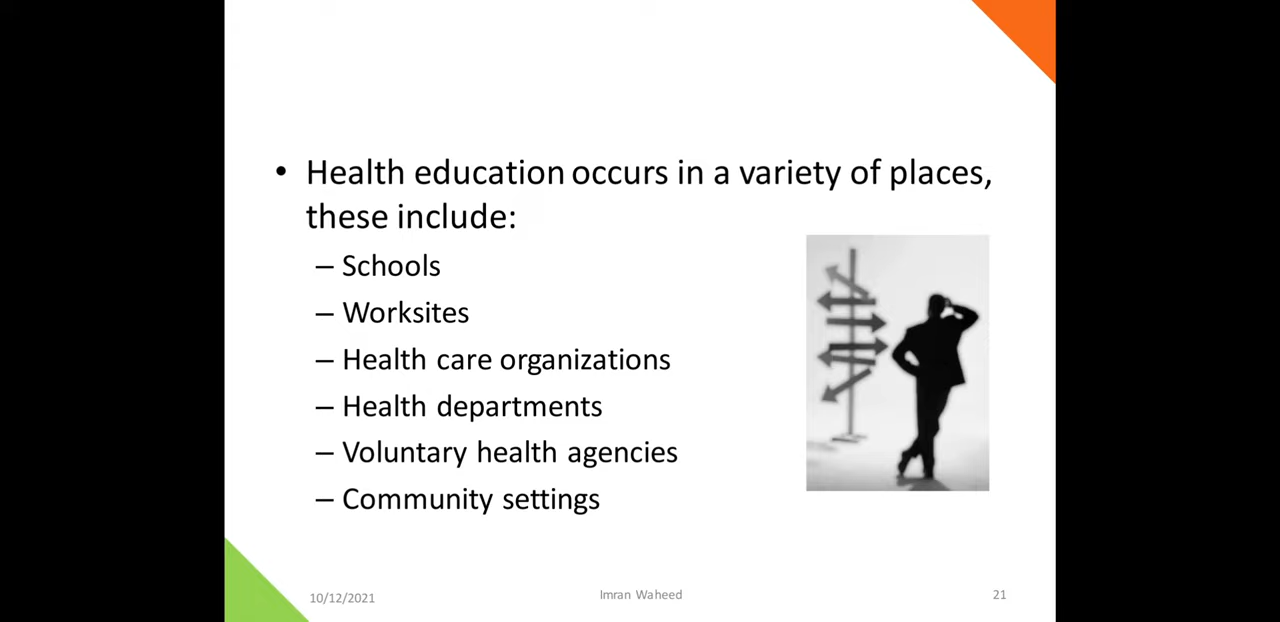 • Health education occurs in a variety of places,
these include:
– Schools
– Worksites
– Health care organizations
– Health departments
– Voluntary health agencies
– Community settings
10/12/2021
Imran Waheed
21